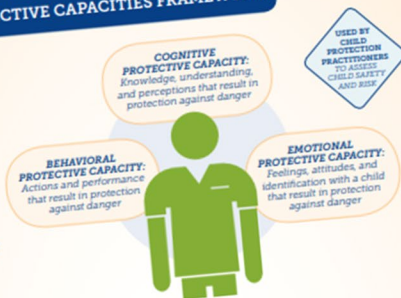 CTIVE CAPACITIES
USED BY
CHILD
PROTECTION
PRACTITIONERS
TO ASSESS
CHILD SAFETY
AND RISK
COGNITIVE
PROTECTIVE CAPACITY:
Knowledge, understanding,
and perceptions that result in
protection against danger
BEHAVIORAL
PROTECTIVE CAPACITY:
Actions and performance
that result in protection
against danger
EMOTIONAL
PROTECTIVE CAPACITY:
Feelings, attitudes, and
identification with a child
that result in protection
against danger